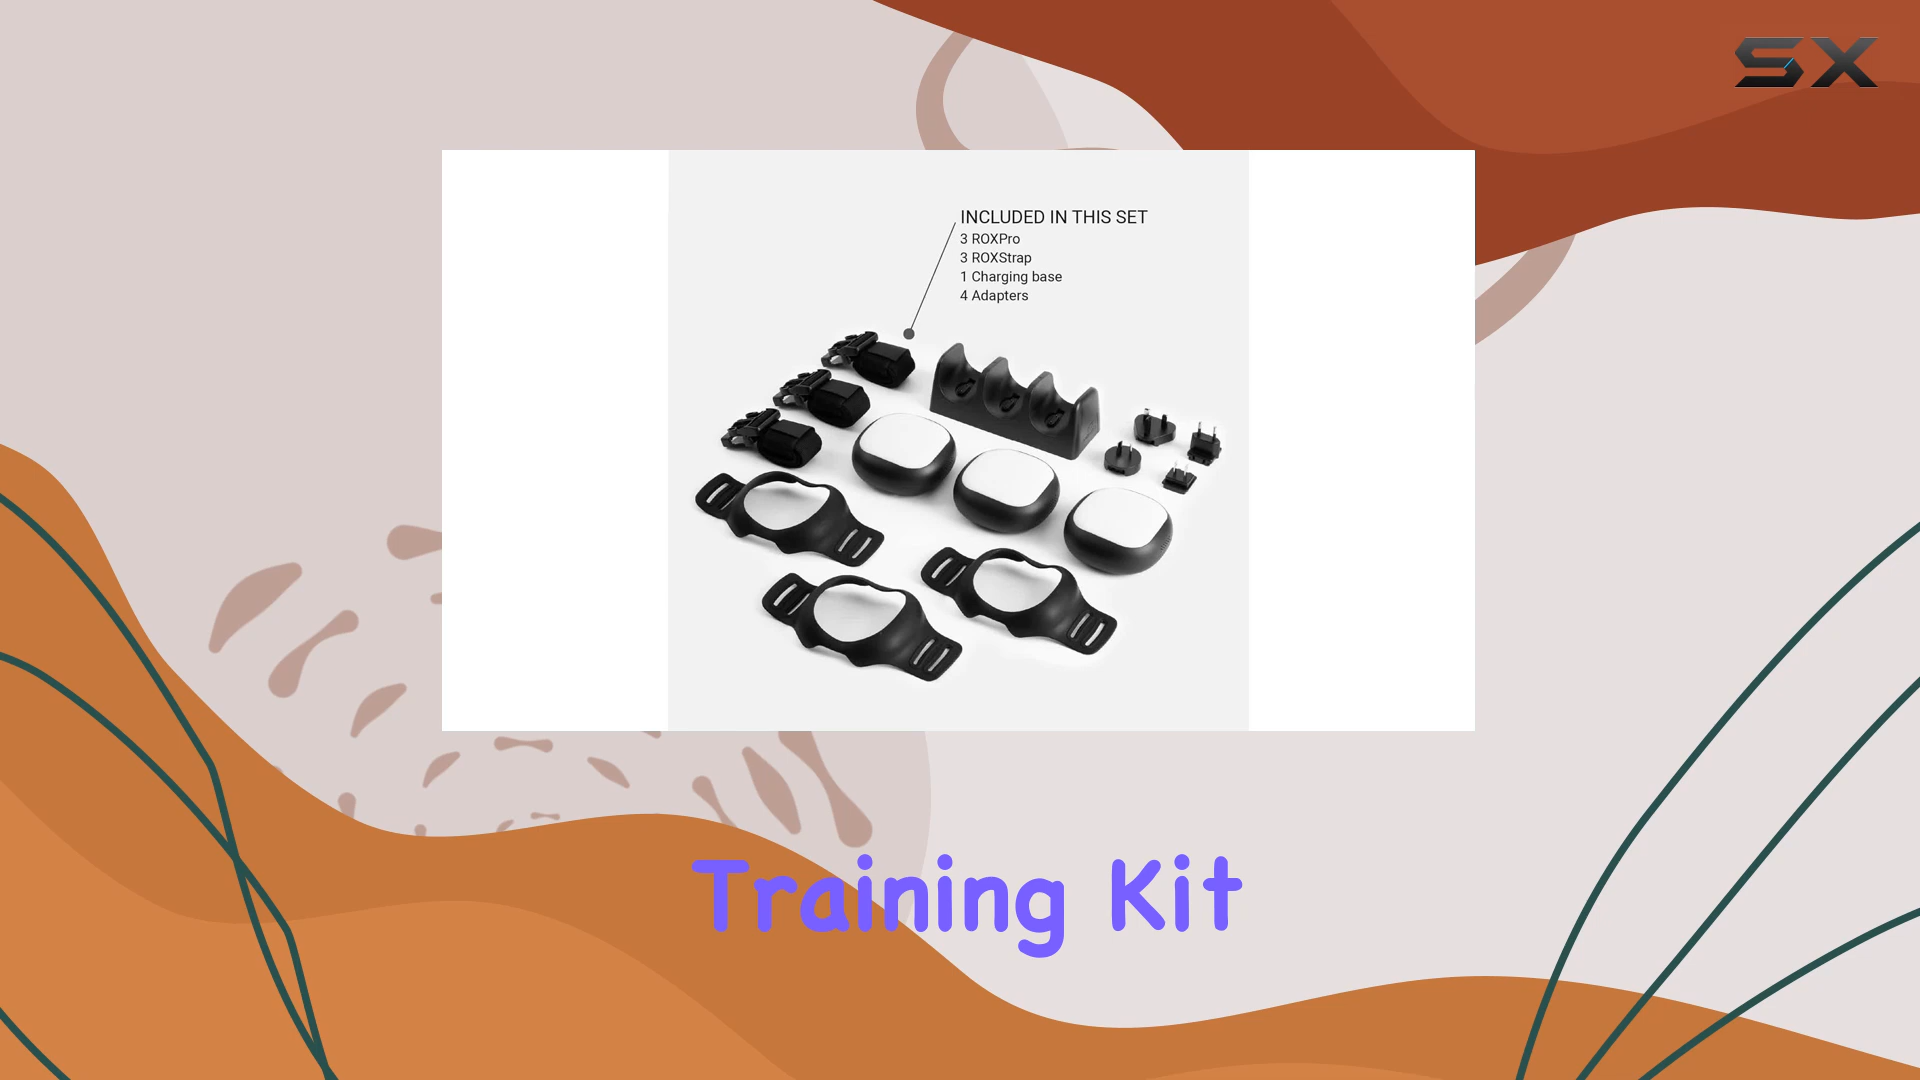 SX
INCLUDED IN THIS SET
3 ROXPro
3 ROXStrap
1 Charging base
4 Adapters
Training Kit